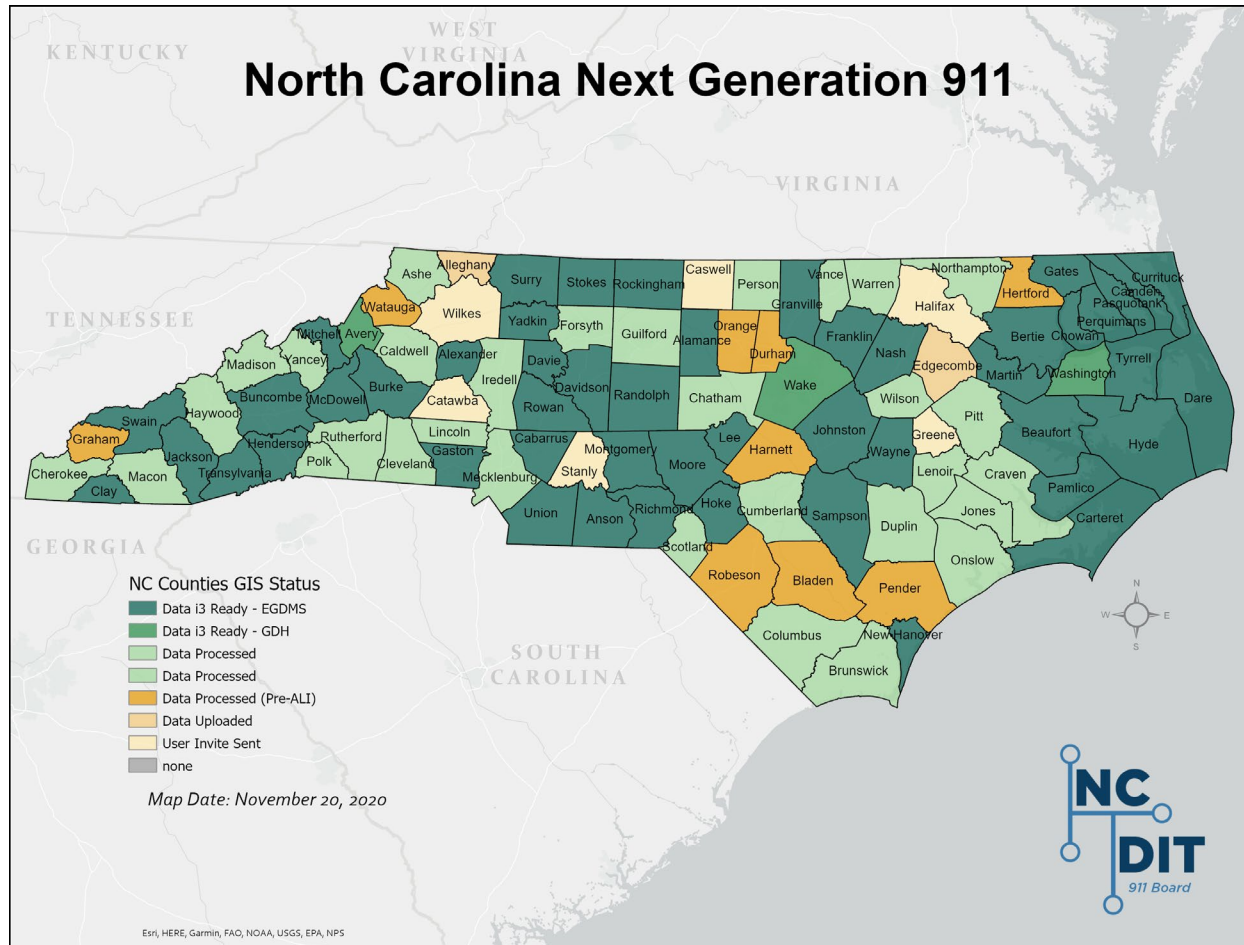 KENTUCKY
WEST
VIRGINIA
North Carolina Next Generation 911
VIRGINIA
TENNESSEE
Ashe
Alleghany
Surry
Stokes
Rockingham
Caswell
Person
Granville
Vance
Warren
Northampton
Hertford
Gates
Currituck
Camden
Pasquotank
Perquimans
Chowan
Watauga
Wilkes
Yadkin
Forsyth
Guilford
Alamance
Orange
Durham
Franklin
Halifax
Nash
Bertie
Mitchell
Avery
Caldwell
Alexander
Davie
Iredell
Davidson
Randolph
Chatham
Wake
Edgecombe
Martin
Washington
Tyrrell
Dare
Madison
Yancey
Burke
McDowell
Buncombe
Catawba
Rowan
Wilson
Pitt
Beaufort
Hyde
Haywood
Swain
Graham
Jackson
Henderson
Transylvania
Rutherford
Polk
Cleveland
Lincoln
Gaston
Cabarrus
Stanly
Montgomery
Moore
Lee
Harnett
Johnston
Wayne
Greene
Lenoir
Craven
Pamlico
Cherokee
Clay
Macon
Mecklenburg
Union
Anson
Richmond
Hoke
Cumberland
Sampson
Duplin
Jones
Carteret
Onslow
Scotland
Robeson
Bladen
Pender
Columbus
New Hanover
Brunswick
GEORGIA
SOUTH
CAROLINA
NC Counties GIS Status
Data i3 Ready - EGDMS
Data i3 Ready - GDH
Data Processed
Data Processed
Data Processed (Pre-ALI)
Data Uploaded
User Invite Sent
none
Map Date: November 20, 2020
N
W
E
S
NC
DIT
911 Board
Esri, HERE, Garmin, FAO, NOAA, USGS, EPA, NPS